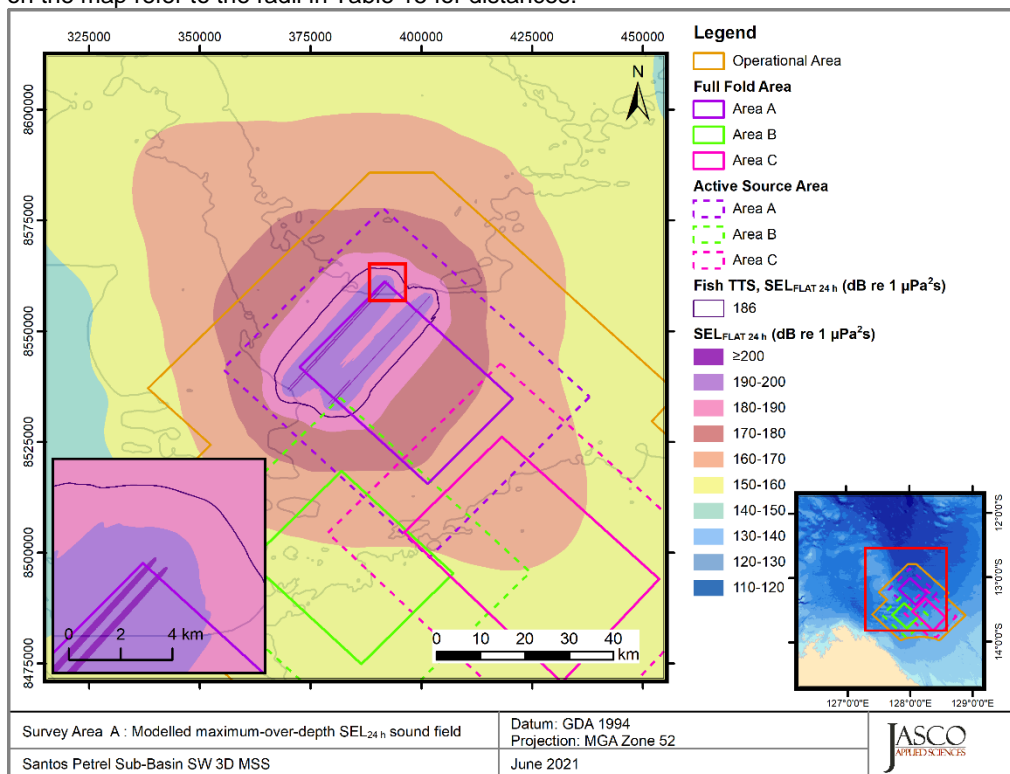 on the map refer to the radii in Table 10 for distances.
325000 375000 400000 450000
8600000
8575000
8550000
8525000
8500000
8475000
N
0 2 4 km
0 10 20 30 40
km
Legend
Operational Area
Full Fold Area
Area A
Area B
Area C
Active Source Area
Area A
Area B
Area C
Fish TTS, SELFLAT 24 h (dB re 1 µPa²s)
186
SELFLAT 24 h (dB re 1 µPa²s)
≥200
190-200
180-190
170-180
160-170
150-160
140-150
130-140
120-130
110-120
12°0'0"S
13°0'0"S
14°0'0"S
127°0'0"E 128°0'0"E 129°0'0"E
Survey Area A : Modelled maximum-over-depth SEL24 h sound field
Santos Petrel Sub-Basin SW 3D MSS
Datum: GDA 1994
Projection: MGA Zone 52
June 2021
JASCO
APPLIED SCIENCES